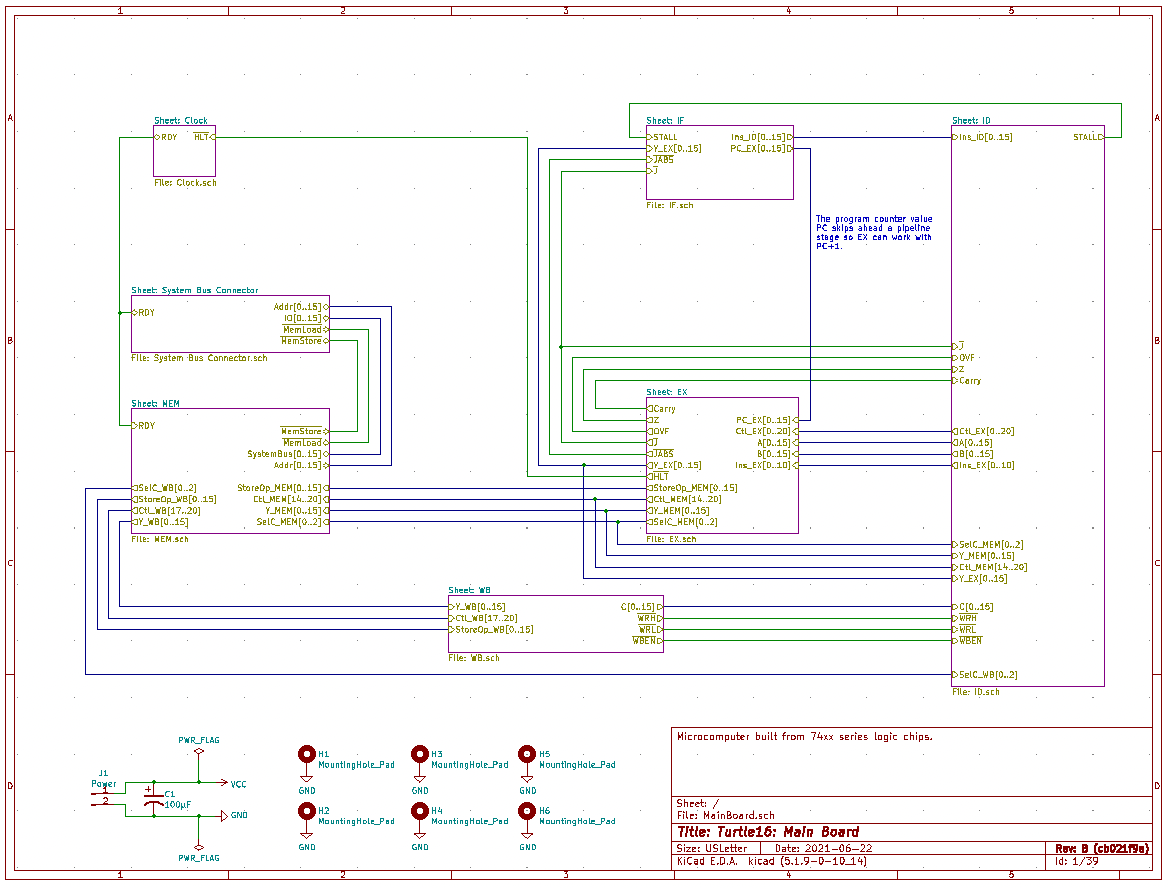 1 2 3 4 5
A A
B B
C C
D D
Sheet: Clock
RDY HLT
File: Clock.sch
Sheet: IF
STALL Ins_ID[0..15]
Y_EX[0..15] PC_EX[0..15]
JABS
J
File: IF.sch
Sheet: ID
Ins_ID[0..15] STALL
The program counter value
PC skips ahead a pipeline
stage so EX can work with
PC+1.
Sheet: System Bus Connector
Addr[0..15]
RDY IO[0..15]
MemLoad
MemStore
File: System Bus Connector.sch
J
OVF
Z
Carry
Sheet: MEM
RDY MemStore
MemLoad
SystemBus[0..15]
Addr[0..15]
SelC_WB[0..2] StoreOp_MEM[0..15]
StoreOp_WB[0..15] Ctl_MEM[14..20]
Ctl_WB[17..20] Y_MEM[0..15]
Y_WB[0..15] SelC_MEM[0..2]
File: MEM.sch
Sheet: EX
Carry
Z PC_EX[0..15]
OVF Ctl_EX[0..20]
J A[0..15]
JABS B[0..15]
Y_EX[0..15] Ins_EX[0..10]
HLT
StoreOp_MEM[0..15]
Ctl_MEM[14..20]
Y_MEM[0..15]
SelC_MEM[0..2]
File: EX.sch
Ctl_EX[0..20]
A[0..15]
B[0..15]
Ins_EX[0..10]
SelC_MEM[0..2]
Y_MEM[0..15]
Ctl_MEM[14..20]
Y_EX[0..15]
Sheet: WB
Y_WB[0..15] C[0..15]
Ctl_WB[17..20] WRH
StoreOp_WB[0..15] WRL
WBEN
File: WB.sch
C[0..15]
WRH
WRL
WBEN
SelC_WB[0..2]
File: ID.sch
PWR_FLAG
J1
Power
1
2
C1
100µF
VCC
GND
PWR_FLAG
H1
MountingHole_Pad
GND
H3
MountingHole_Pad
GND
H5
MountingHole_Pad
GND
H2
MountingHole_Pad
GND
H4
MountingHole_Pad
GND
H6
MountingHole_Pad
GND
Microcomputer built from 74xx series logic chips.
Sheet: /
File: MainBoard.sch
Title: Turtle16: Main Board
Size: USLetter Date: 2021-06-22 Rev: B (cb021f9a)
KiCad E.D.A. kicad (5.1.9-0-10_14) Id: 1/39
1 2 3 4 5